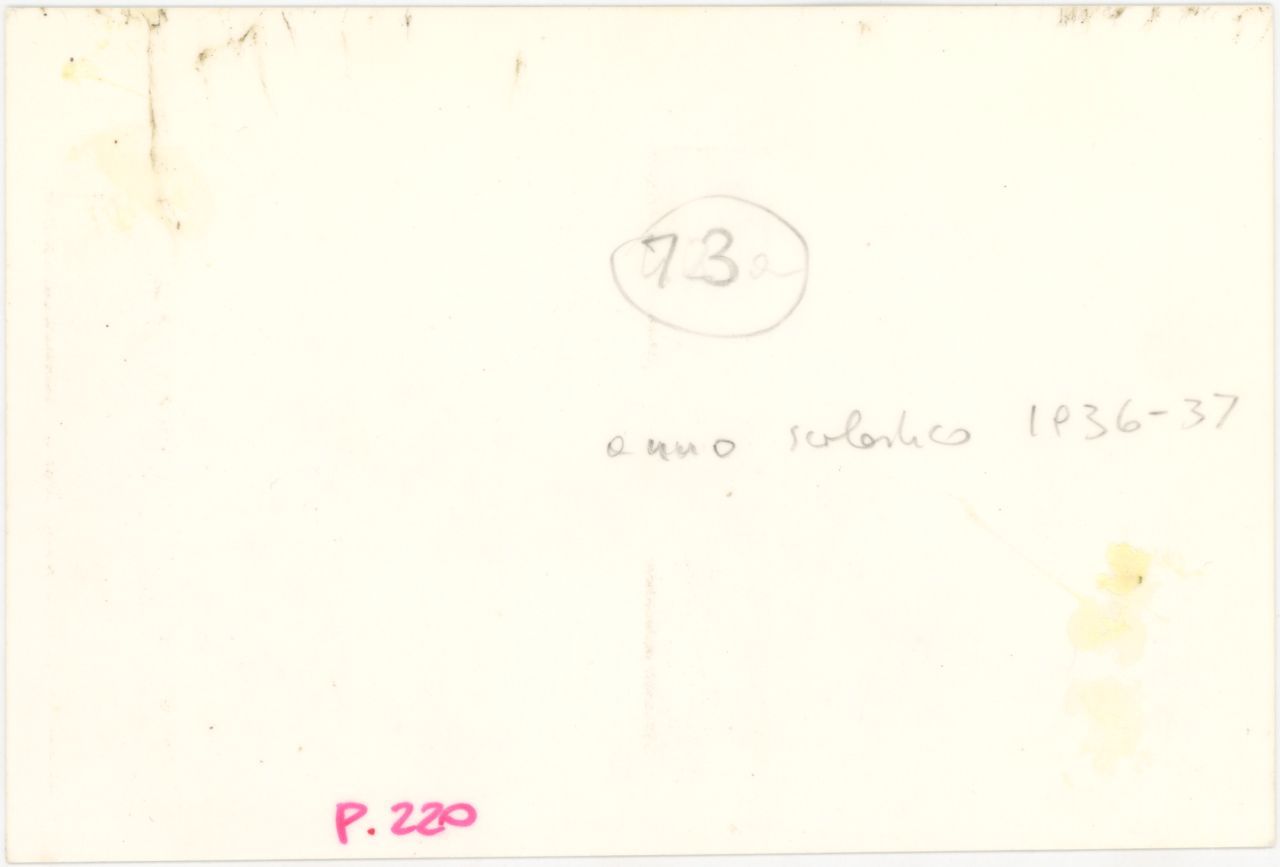 73
anno scolastico 1936-37
P. 220